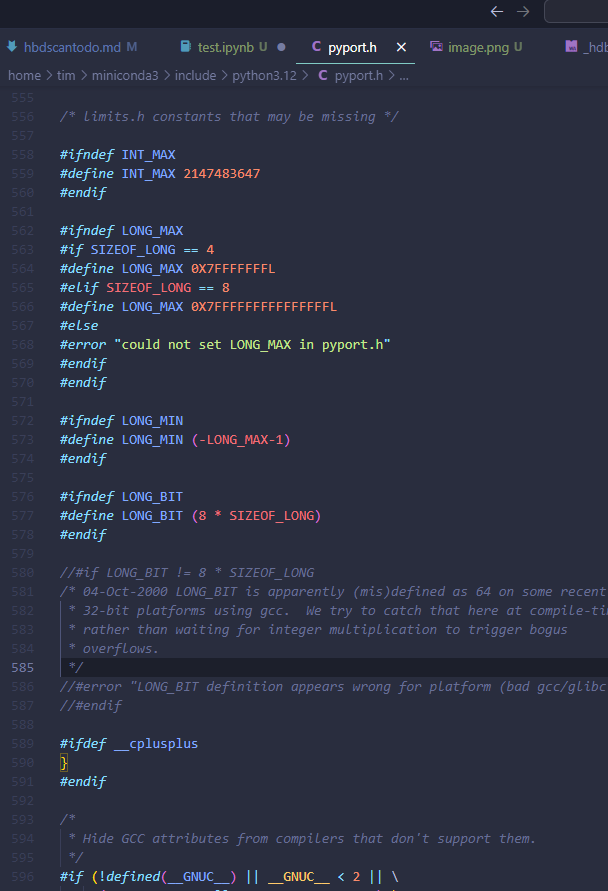 hbdscantodo.md M test.ipynb U pyport.h image.png U _hdb
home > tim > miniconda3 > include > python3.12 > C pyport.h > ...
555
556 /* limits.h constants that may be missing */
557
558 #ifndef INT_MAX
559 #define INT_MAX 2147483647
560 #endif
561
562 #ifndef LONG_MAX
563 #if SIZEOF_LONG == 4
564 #define LONG_MAX 0X7FFFFFFFL
565 #elif SIZEOF_LONG == 8
566 #define LONG_MAX 0X7FFFFFFFFFFFFFFFL
567 #else
568 #error "could not set LONG_MAX in pyport.h"
569 #endif
570 #endif
571
572 #ifndef LONG_MIN
573 #define LONG_MIN (-LONG_MAX-1)
574 #endif
575
576 #ifndef LONG_BIT
577 #define LONG_BIT (8 * SIZEOF_LONG)
578 #endif
579
580 //#if LONG_BIT != 8 * SIZEOF_LONG
581 /* 04-Oct-2000 LONG_BIT is apparently (mis)defined as 64 on some recent
582 * 32-bit platforms using gcc. We try to catch that here at compile-ti
583 * rather than waiting for integer multiplication to trigger bogus
584 * overflows.
585 */
586 //#error "LONG_BIT definition appears wrong for platform (bad gcc/glibc
587 //#endif
588
589 #ifdef __cplusplus
590 }
591 #endif
592
593 /*
594 * Hide GCC attributes from compilers that don't support them.
595 */
596 #if (!defined(__GNUC__) || __GNUC__ < 2 || \